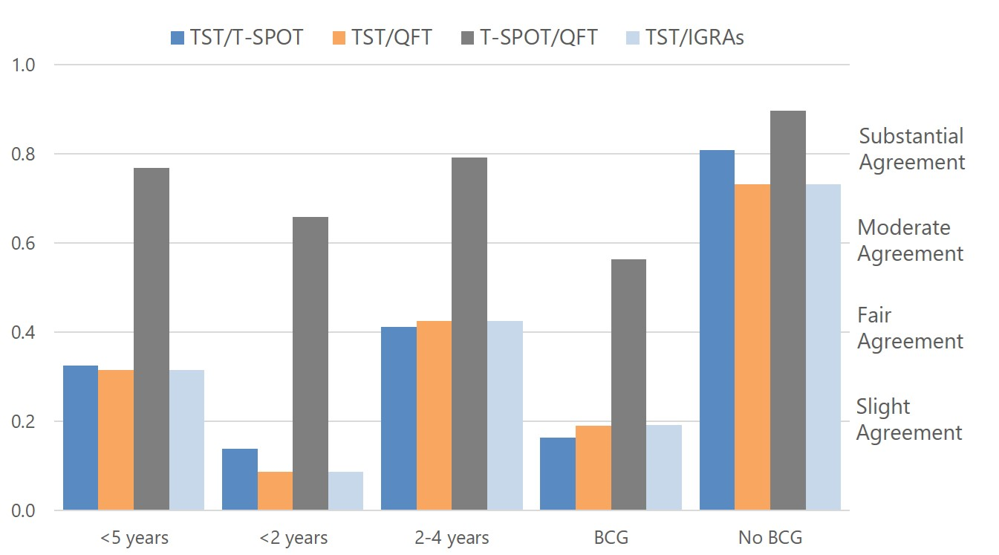 TST/T-SPOT TST/QFT T-SPOT/QFT TST/IGRAs
1.0
Substantial
Agreement
0.8
Moderate
Agreement
0.6
Fair
Agreement
0.4
Slight
Agreement
0.2
0.0
<5 years <2 years 2-4 years BCG No BCG